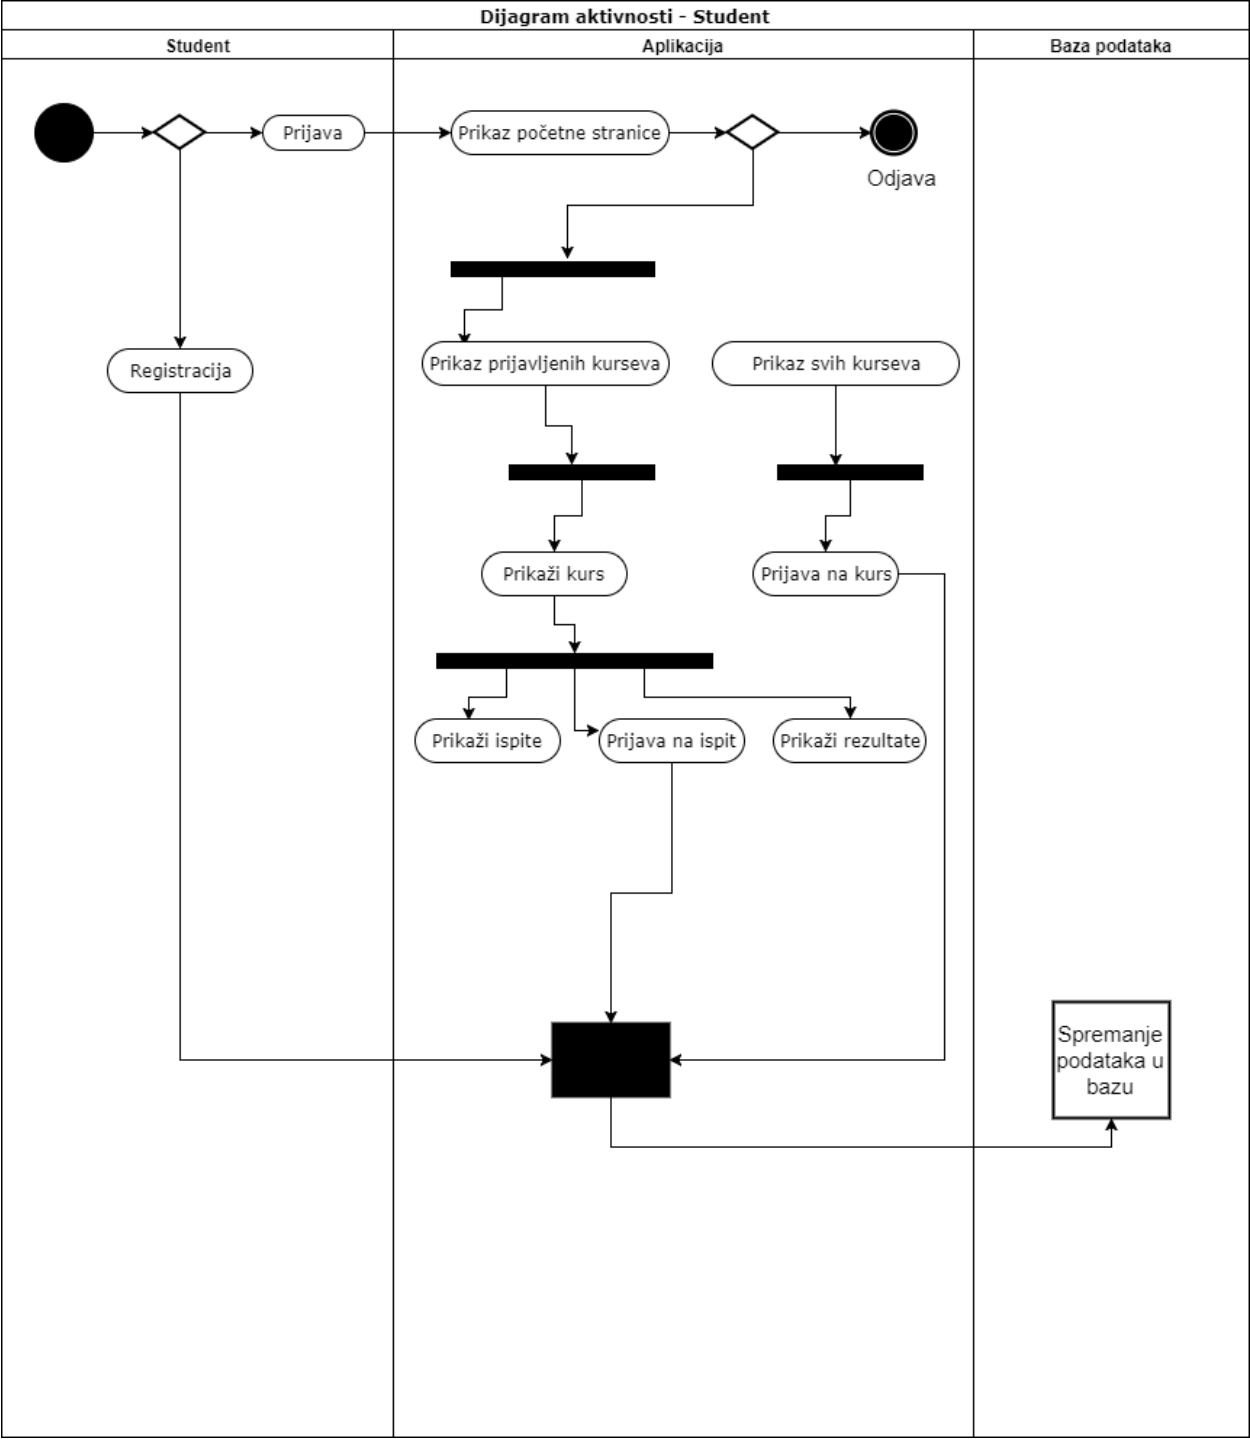 Dijagram aktivnosti - Student
Student
Aplikacija
Baza podataka
Prijava
Prikaz početne stranice
Odjava
Registracija
Prikaz prijavljenih kurseva
Prikaz svih kurseva
Prikaži kurs
Prijava na kurs
Prikaži ispite
Prijava na ispit
Prikaži rezultate
Spremanje
podataka u
bazu